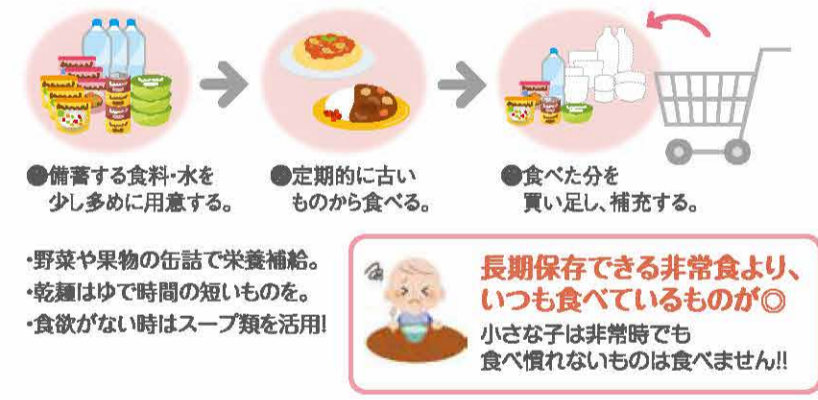 ●備蓄する食料・水を
少し多めに用意する。
●定期的に古い
ものから食べる。
●食べた分を
買い足し、補充する。
・野菜や果物の缶詰で栄養補給。
・乾麺はゆで時間の短いものを。
・食欲がない時はスープ類を活用!
長期保存できる非常食より、
いつも食べているものが◎
小さな子は非常時でも
食べ慣れないものは食べません!!